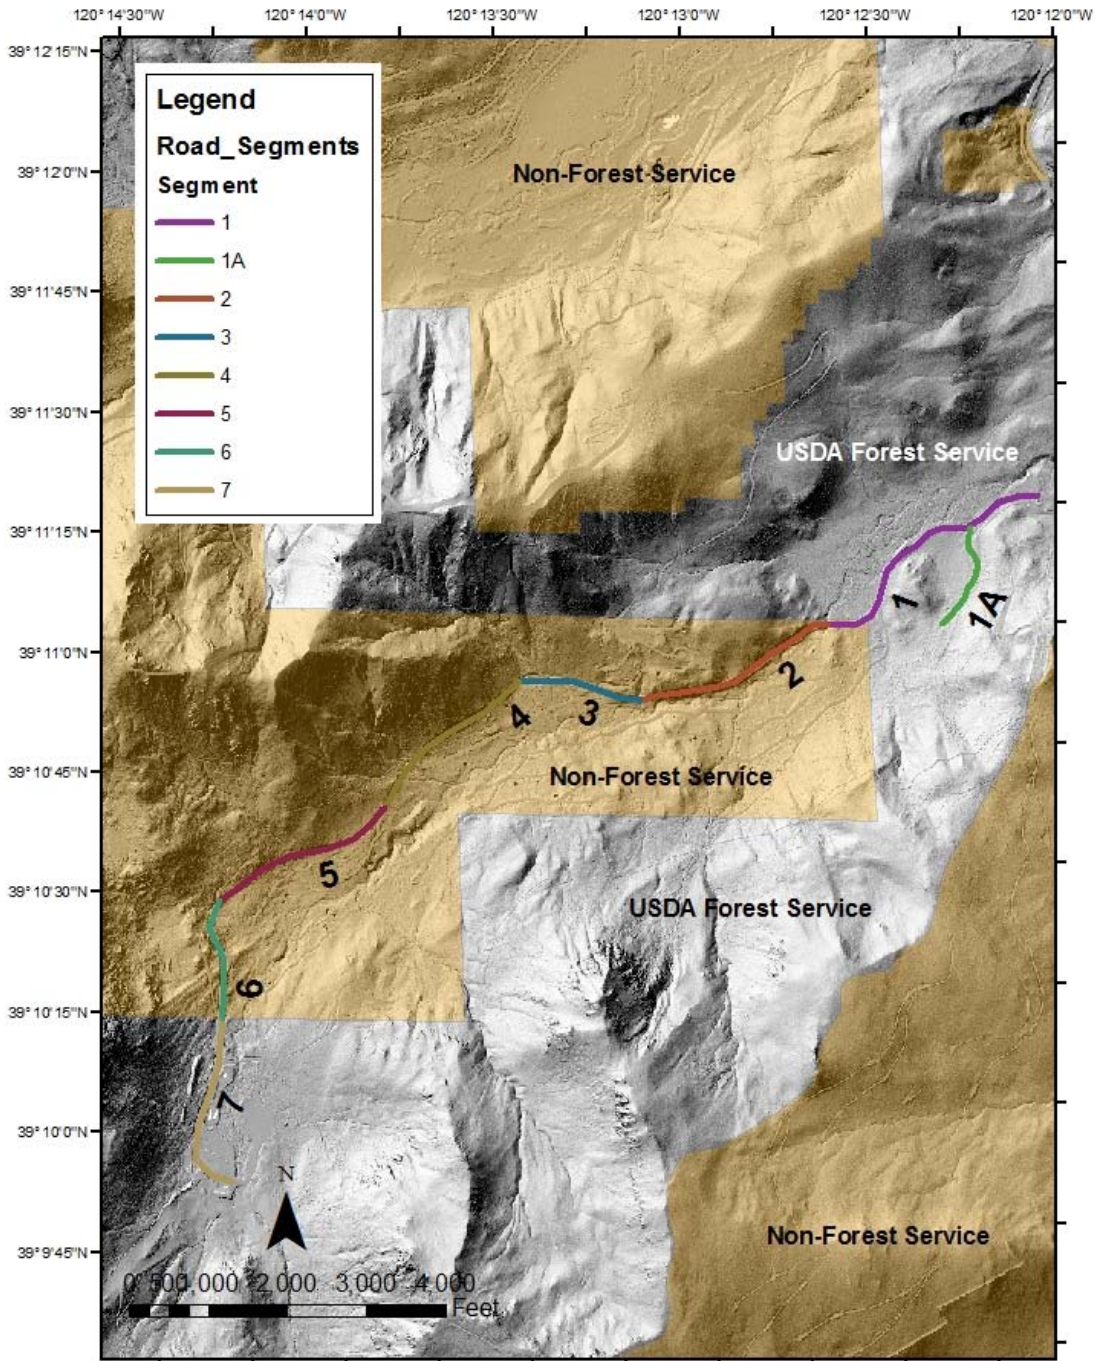 120°14'30"W 120°14'0"W 120°13'30"W 120°13'0"W 120°12'30"W 120°12'0"W
39°12'15"N
Legend
Road_Segments
Segment
1
1A
2
3
4
5
6
7
Non-Forest Service
39°12'0"N
39°11'45"N
39°11'30"N
USDA Forest Service
39°11'15"N
1
1A
39°11'0"N
2
3
4
39°10'45"N
Non-Forest Service
5
39°10'30"N
USDA Forest Service
6
39°10'15"N
7
39°10'0"N
N
Non-Forest Service
39°9'45"N
0 500 1,000 2,000 3,000 4,000
Feet